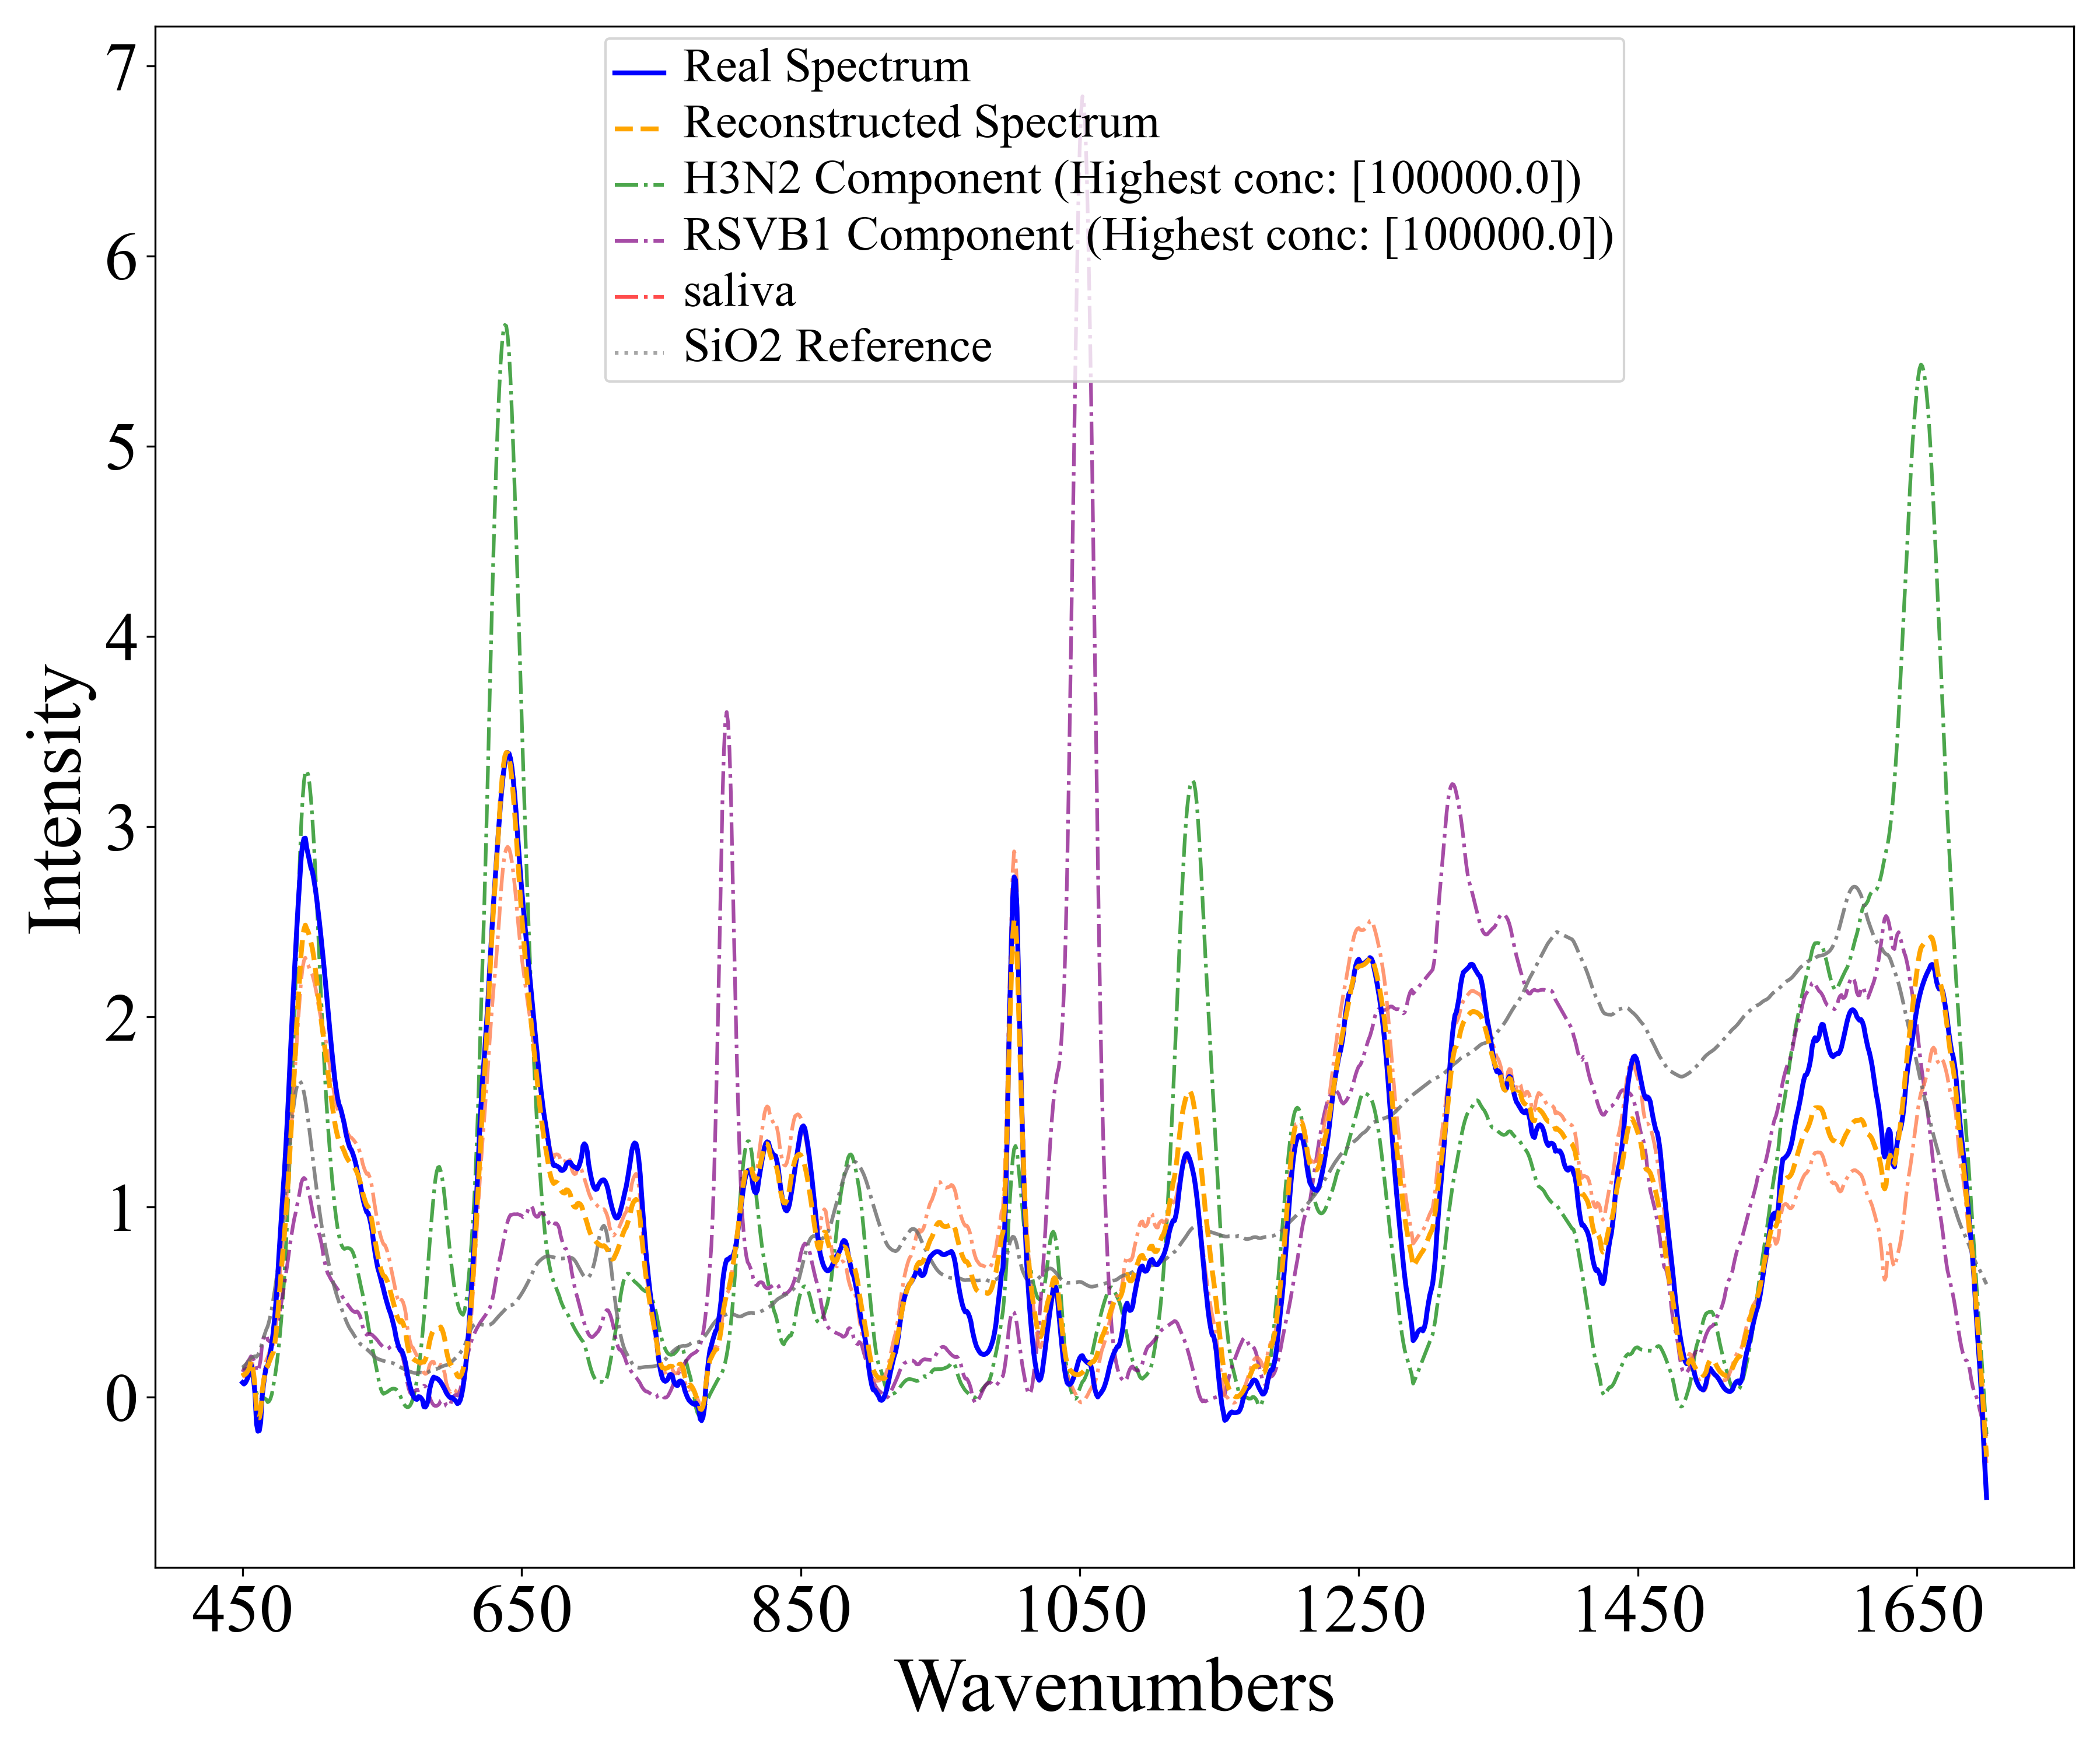 Real Spectrum
Reconstructed Spectrum
H3N2 Component (Highest conc: [100000.0])
RSVB1 Component (Highest conc: [100000.0])
saliva
SiO2 Reference
7
6
5
4
3
2
1
0
Intensity
450 650 850 1050 1250 1450 1650
Wavenumbers